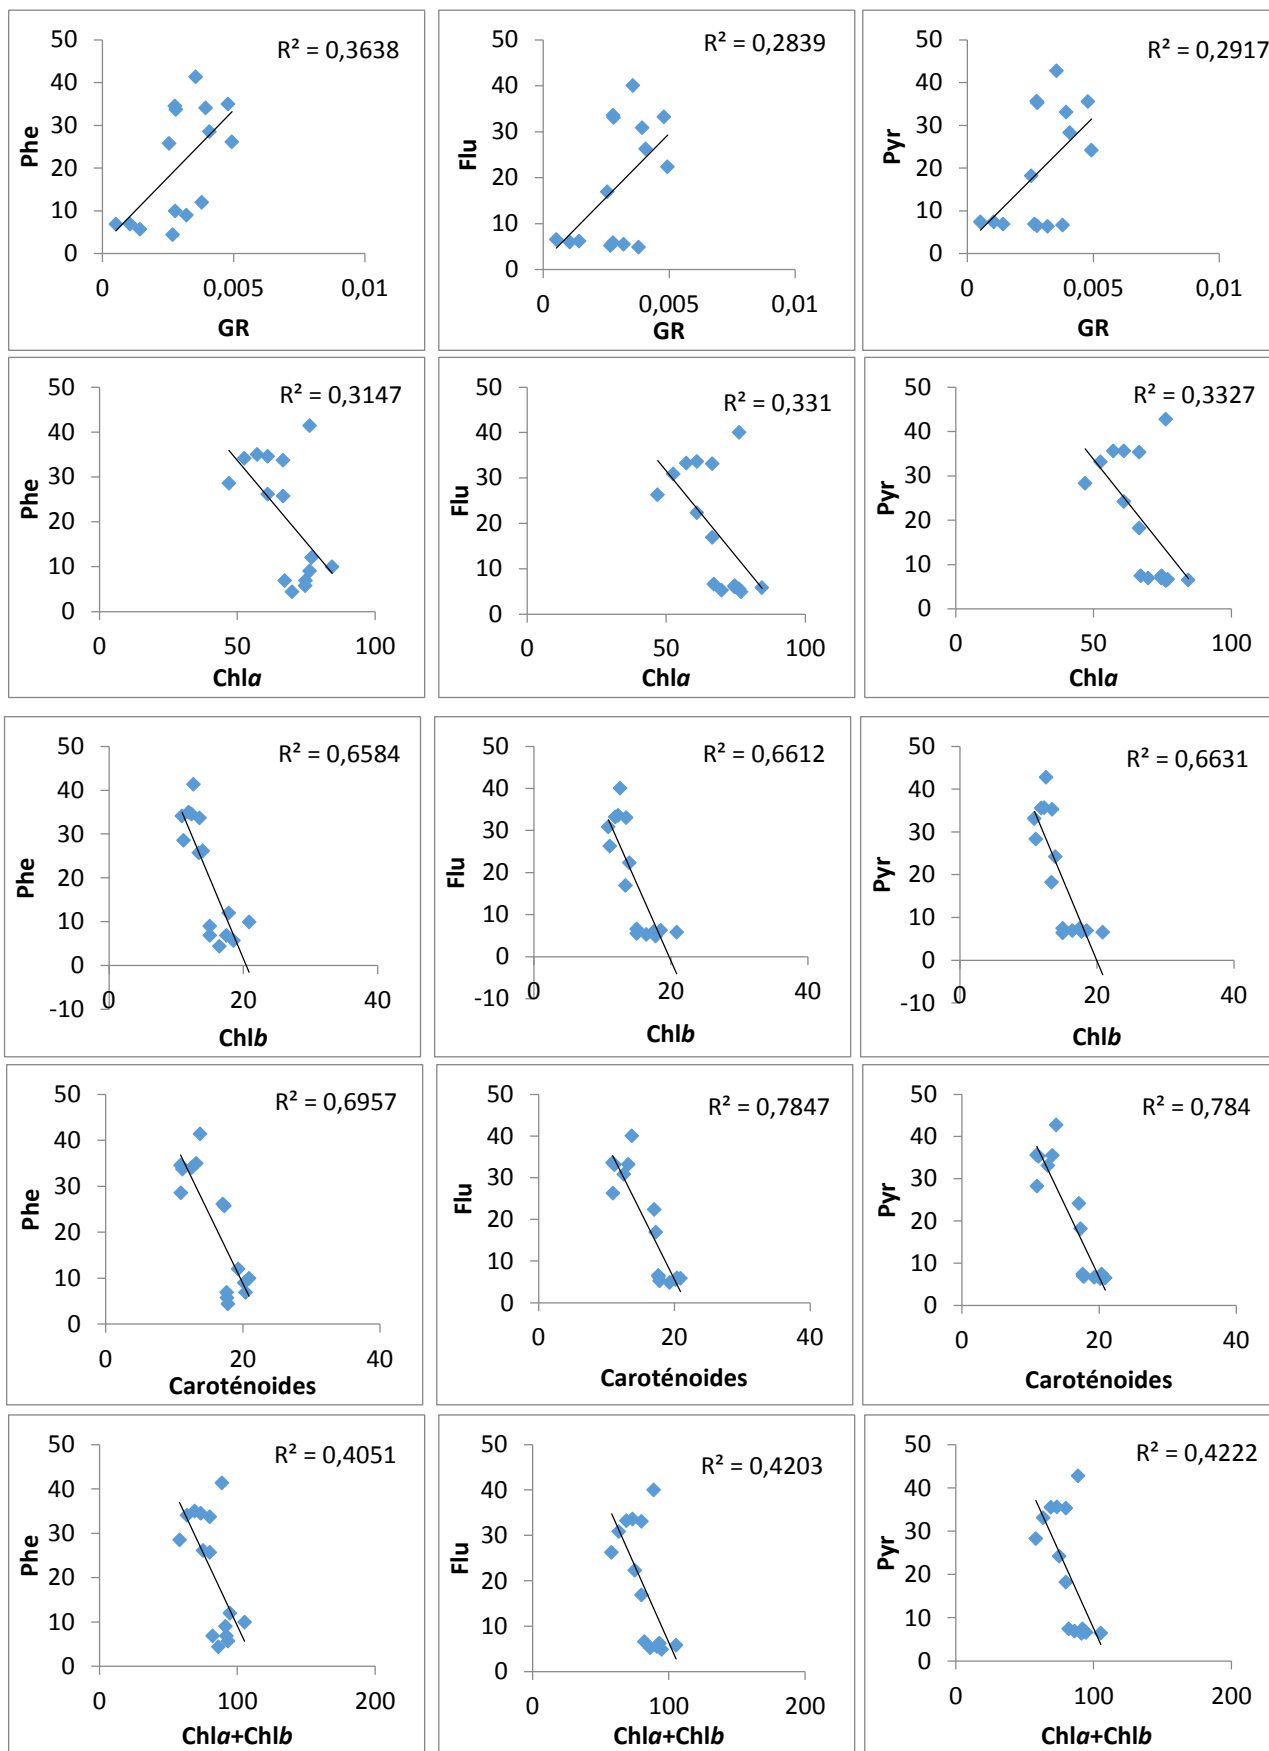 R² = 0,3638
50
40
30
20
10
0
Phe
0 0,005 0,01
GR
R² = 0,2839
50
40
30
20
10
0
Flu
0 0,005 0,01
GR
R² = 0,2917
50
40
30
20
10
0
Pyr
0 0,005 0,01
GR
R² = 0,3147
50
40
30
20
10
0
Phe
0 50 100
Chla
R² = 0,331
50
40
30
20
10
0
Flu
0 50 100
Chla
R² = 0,3327
50
40
30
20
10
0
Pyr
0 50 100
Chla
R² = 0,6584
50
40
30
20
10
0
-10
Phe
0 20 40
Chlb
R² = 0,6612
50
40
30
20
10
0
-10
Flu
0 20 40
Chlb
R² = 0,6631
50
40
30
20
10
0
-10
Pyr
0 20 40
Chlb
R² = 0,6957
50
40
30
20
10
0
Phe
0 20 40
Caroténoides
R² = 0,7847
50
40
30
20
10
0
Flu
0 20 40
Caroténoides
R² = 0,784
50
40
30
20
10
0
Pyr
0 20 40
Caroténoides
R² = 0,4051
50
40
30
20
10
0
Phe
0 100 200
Chla+Chlb
R² = 0,4203
50
40
30
20
10
0
Flu
0 100 200
Chla+Chlb
R² = 0,4222
50
40
30
20
10
0
Pyr
0 100 200
Chla+Chlb